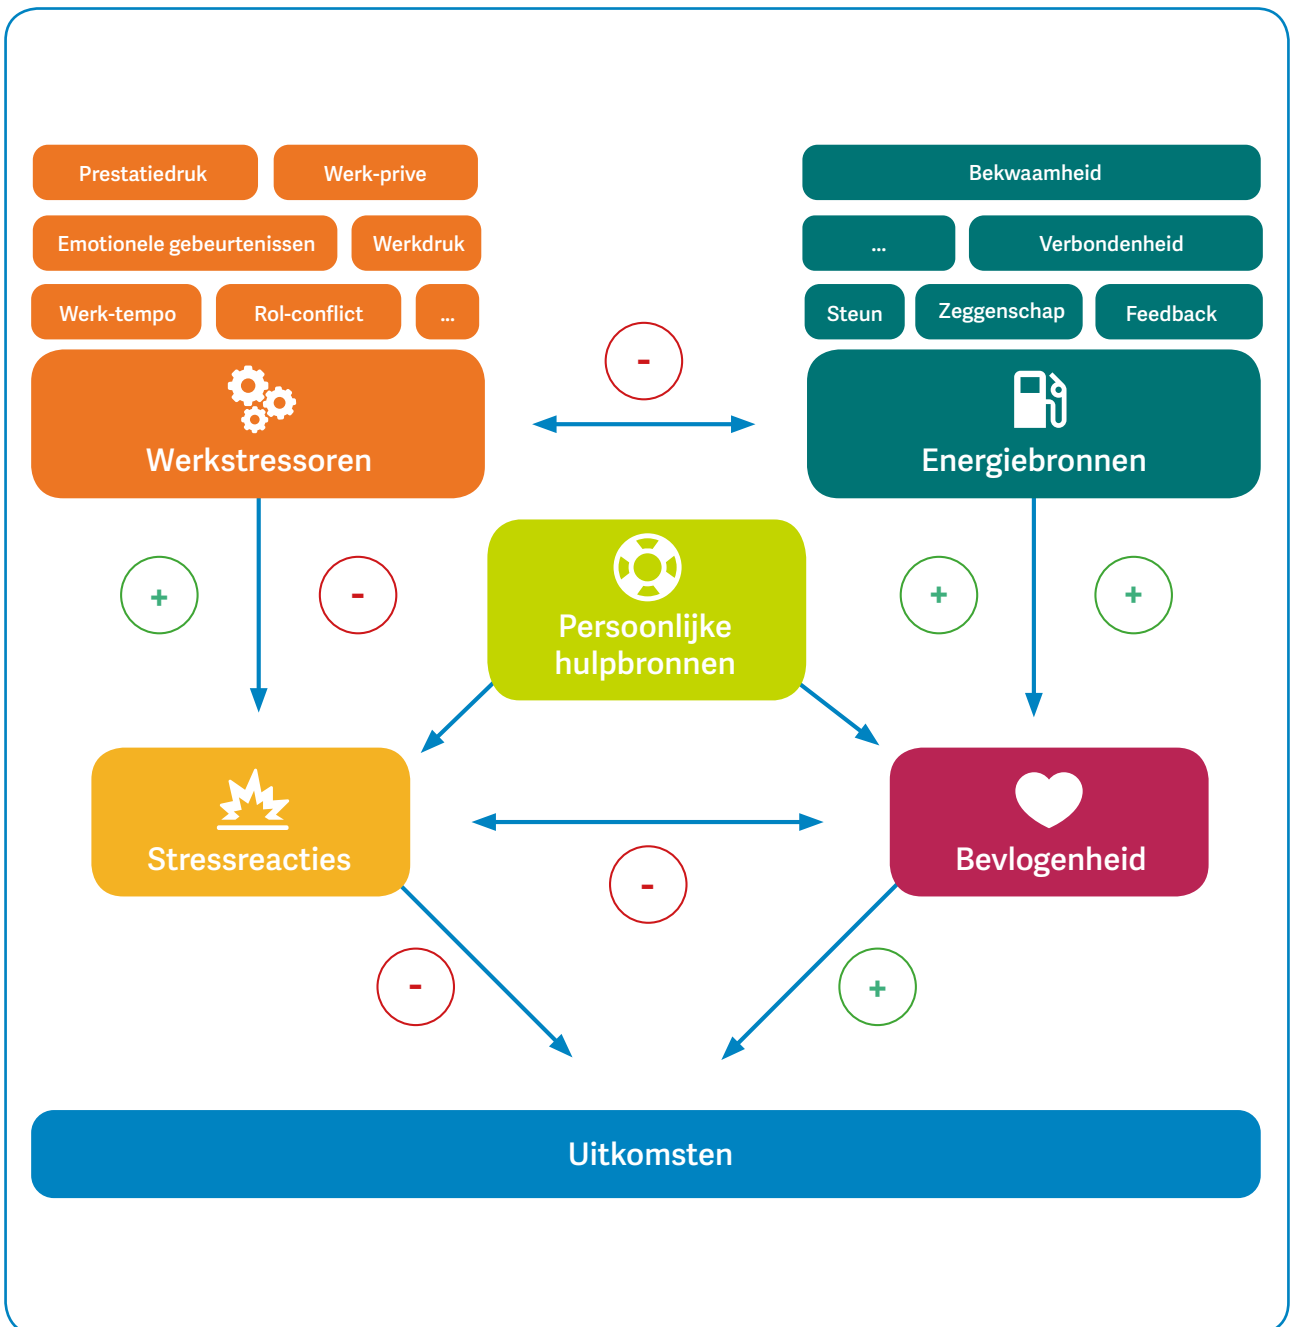 Prestatiedruk
Werk-prive
Bekwaamheid
Emotionele gebeurtenissen
Werkdruk
...
Verbondenheid
Werk-tempo
Rol-conflict
...
Steun
Zeggenschap
Feedback
-
Werkstressoren
Energiebronnen
+
-
+
+
Persoonlijke
hulpbronnen
Stressreacties
Bevlogenheid
-
-
+
Uitkomsten